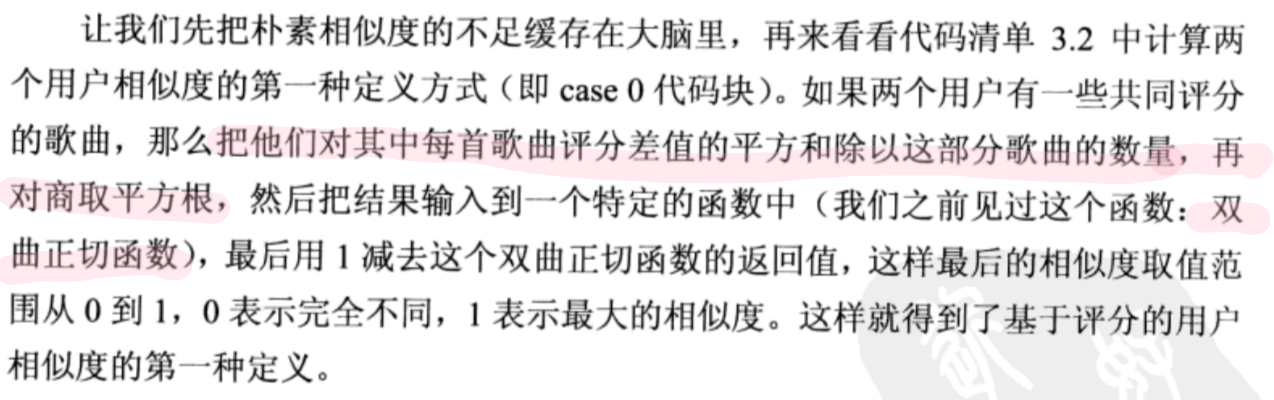 让我们先把朴素相似度的不足缓存在大脑里，再来看看代码清单 3.2 中计算两
个用户相似度的第一种定义方式（即 case 0 代码块）。如果两个用户有一些共同评分
的歌曲，那么把他们对其中每首歌曲评分差值的平方和除以这部分歌曲的数量，再
对商取平方根，然后把结果输入到一个特定的函数中（我们之前见过这个函数：双
曲正切函数），最后用 1 减去这个双曲正切函数的返回值，这样最后的相似度取值范
围从 0 到 1，0 表示完全不同，1 表示最大的相似度。这样就得到了基于评分的用户
相似度的第一种定义。